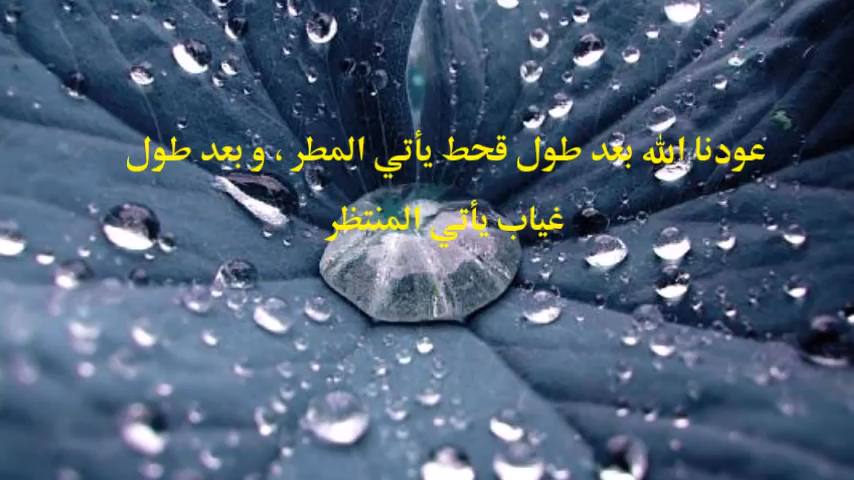 عودنا الله بعد طول قحط يأتي المطر ، و بعد طول
غياب يأتي المنتظر